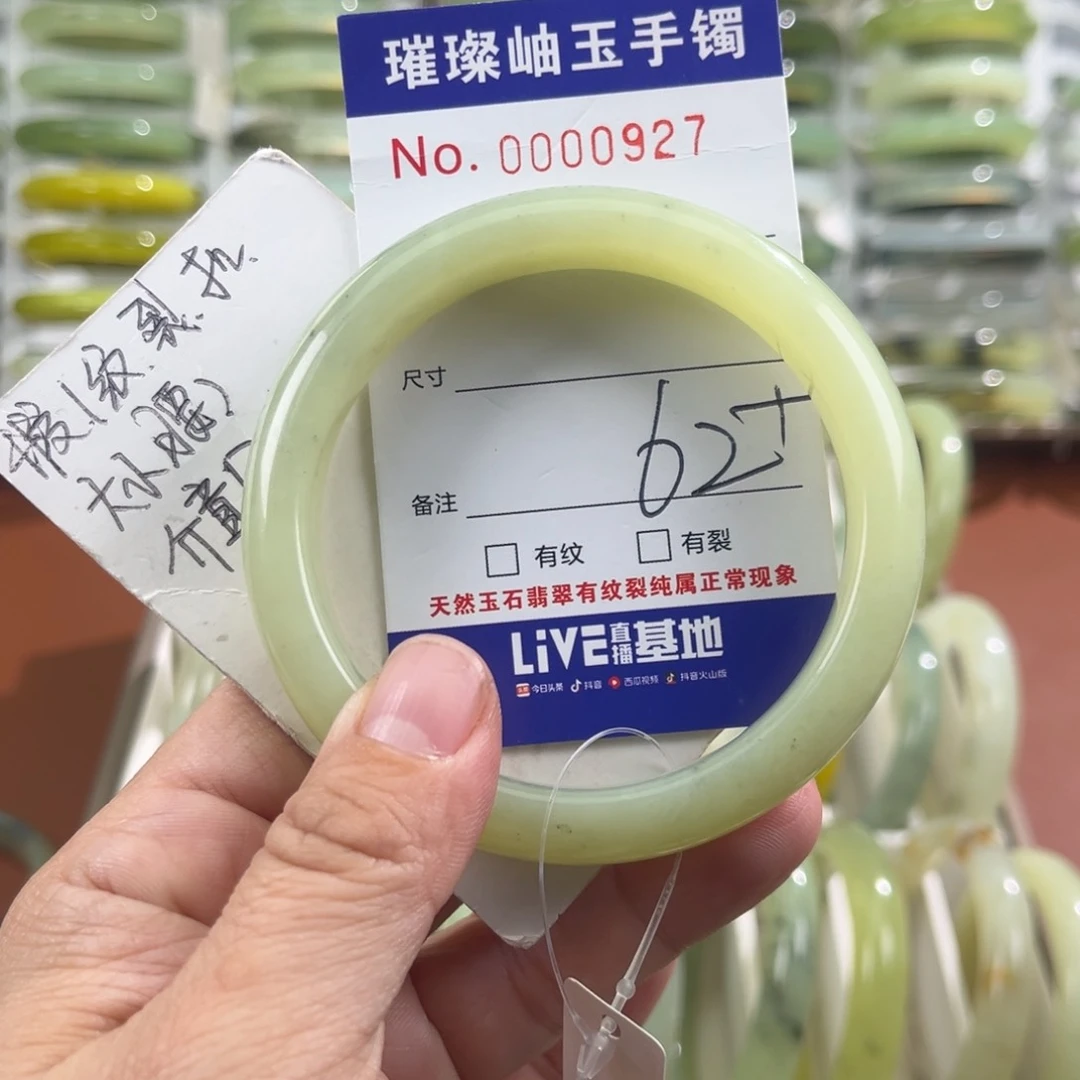 璀璨岫玉手镯
No. 0000927
尺寸
62+
备注
有纹
有裂
天然玉石翡翠有纹裂纯属正常现象
LiVE直播基地
今日头条 抖音 西瓜视频 抖音火山版
纹.裂.